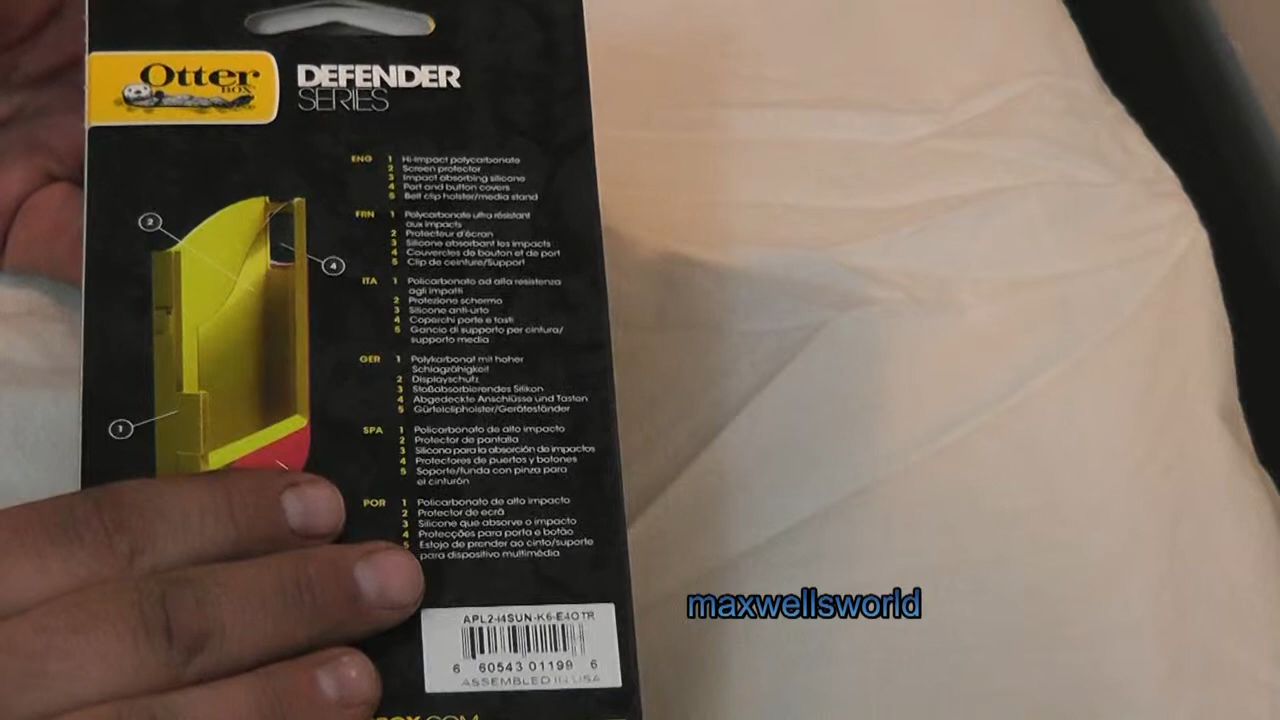 Otter
BOX
DEFENDER
SERIES
ENG 1 Hi-impact polycarbonate
2 Screen protector
3 Impact absorbing silicone
4 Port and button covers
5 Belt clip holster/media stand
FRN 1 Polycarbonate ultra résistant
aux impacts
2 Protecteur d'écran
3 Silicone absorbant les impacts
4 Couvercles de bouton et de port
5 Clip de ceinture/Support
ITA 1 Policarbonato ad alta resistenza
agli impatti
2 Protezione schermo
3 Silicone anti-urto
4 Coperchi porte e tasti
5 Gancio di supporto per cintura/
supporto media
GER 1 Polykarbonat mit hoher
Schlagzähigkeit
2 Displayschutz
3 Stoßabsorbierendes Silikon
4 Abgedeckte Anschlüsse und Tasten
5 Gürtelclipholster/Geräteständer
SPA 1 Policarbonato de alto impacto
2 Protector de pantalla
3 Silicona para la absorción de impactos
4 Protectores de puertos y botones
5 Soporte/funda con pinza para
el cinturón
POR 1 Policarbonato de alto impacto
2 Protector de ecrã
3 Silicone que absorve o impacto
4 Protecções para porta e botão
5 Estojo de prender ao cinto/suporte
para dispositivo multimédia
2
4
1
APL2-I4SUN-K6-E4OTR
6 60543 01199 6
ASSEMBLED IN USA
maxwellsworld